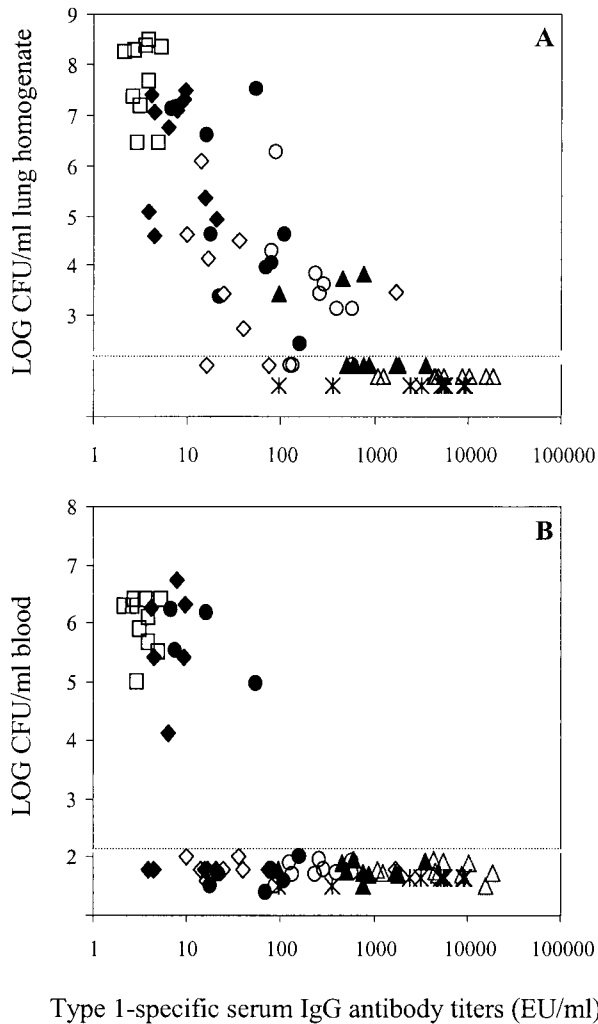 9
A
8
7
6
5
4
3
LOG CFU/ml lung homogenate
1 10 100 1000 10000 100000
8
B
7
6
5
4
3
2
LOG CFU/ml blood
1 10 100 1000 10000 100000
Type 1-specific serum IgG antibody titers (EU/ml)